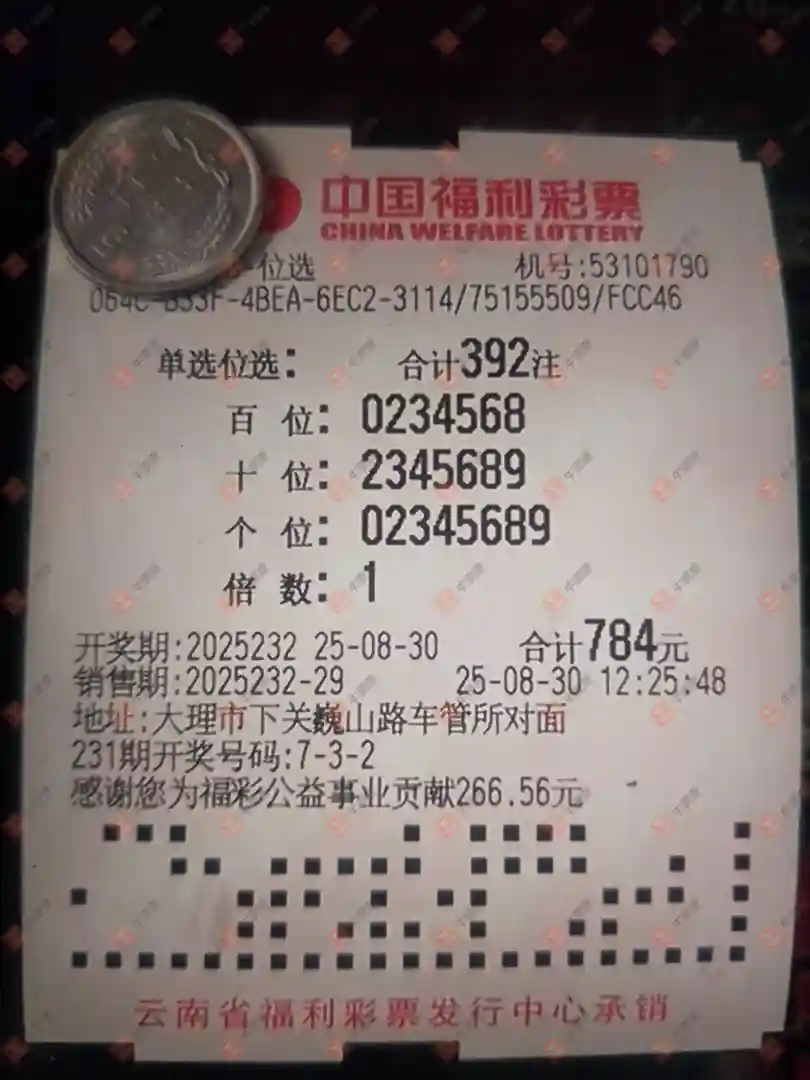 中国福利彩票
CHINA WELFARE LOTTERY
位选 机号:53101790
064C-B33F-4BEA-6EC2-3114/75155509/FCC46
单选位选: 合计392注
百 位: 0234568
十 位: 2345689
个 位: 02345689
倍 数: 1
开奖期:2025232 25-08-30 合计784元
销售期:2025232-29 25-08-30 12:25:48
地址:大理市下关巍山路车管所对面
231期开奖号码:7-3-2
感谢您为福彩公益事业贡献266.56元
云南省福利彩票发行中心承销